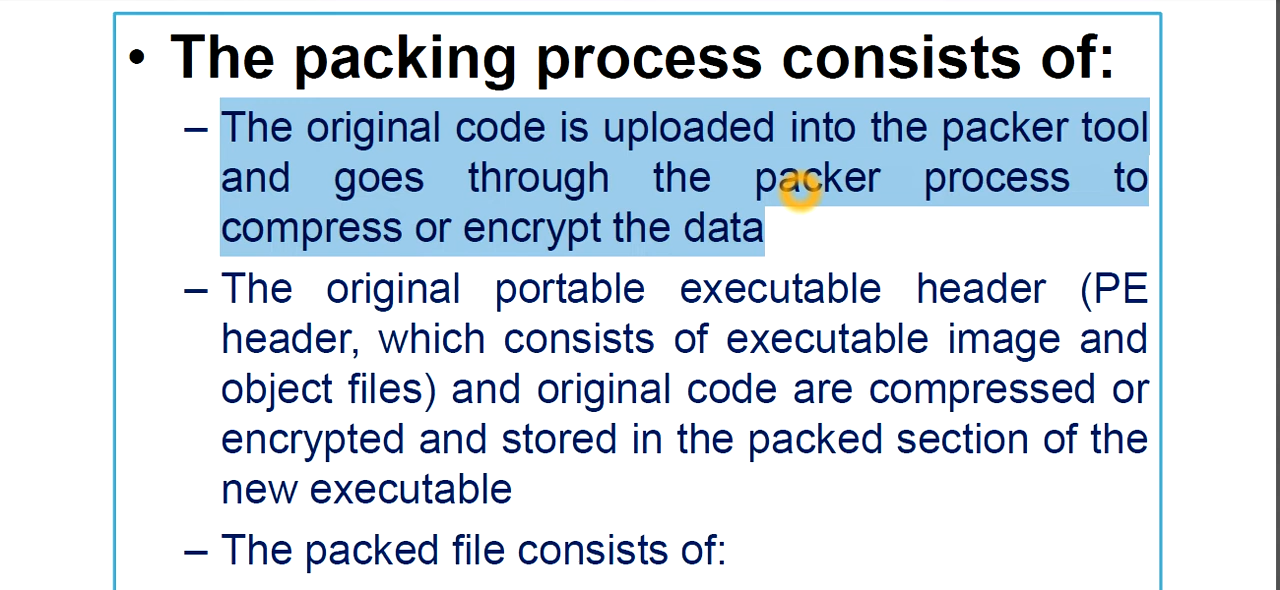 • The packing process consists of:
– The original code is uploaded into the packer tool
and goes through the packer process to
compress or encrypt the data
– The original portable executable header (PE
header, which consists of executable image and
object files) and original code are compressed or
encrypted and stored in the packed section of the
new executable
– The packed file consists of: